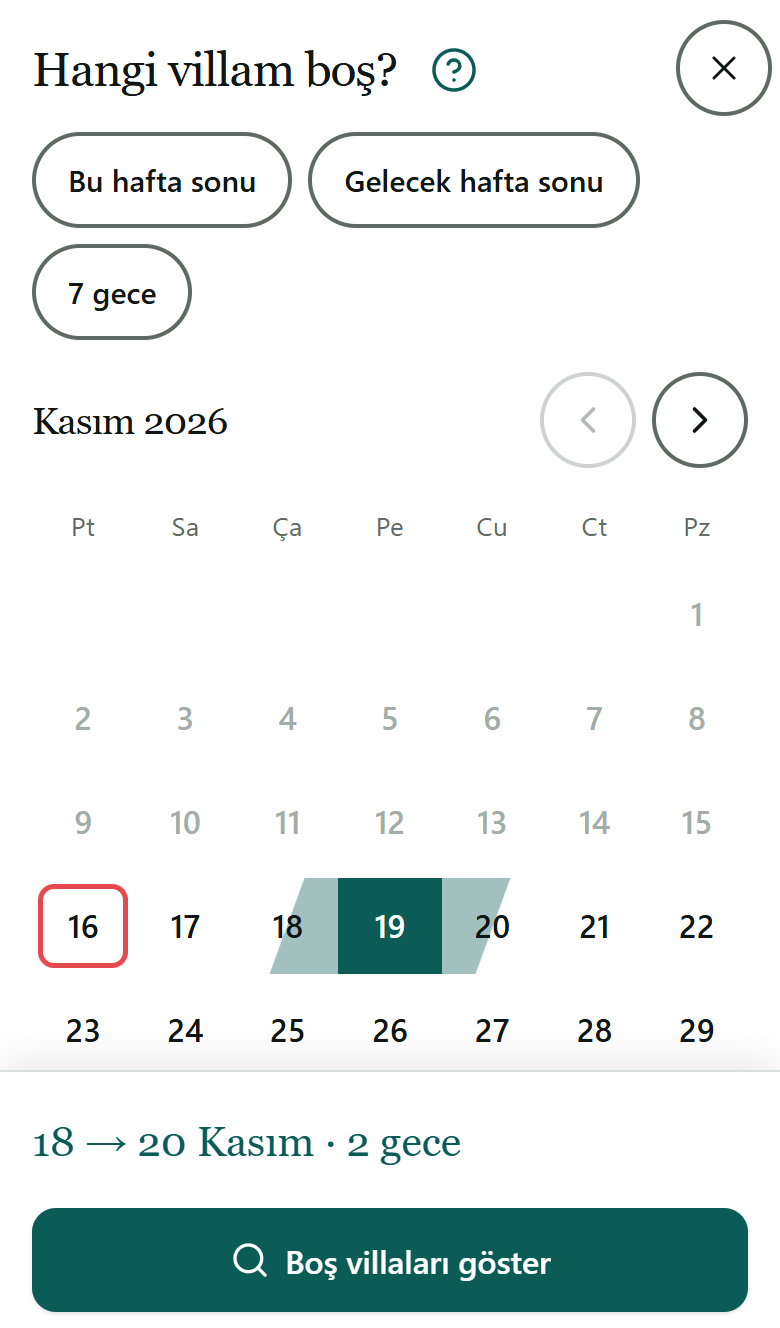 Hangi villam boş? ?
Bu hafta sonu Gelecek hafta sonu
7 gece
Kasım 2026
Pt Sa Ça Pe Cu Ct Pz
1
2 3 4 5 6 7 8
9 10 11 12 13 14 15
16 17 18 19 20 21 22
23 24 25 26 27 28 29
18 → 20 Kasım · 2 gece
Boş villaları göster